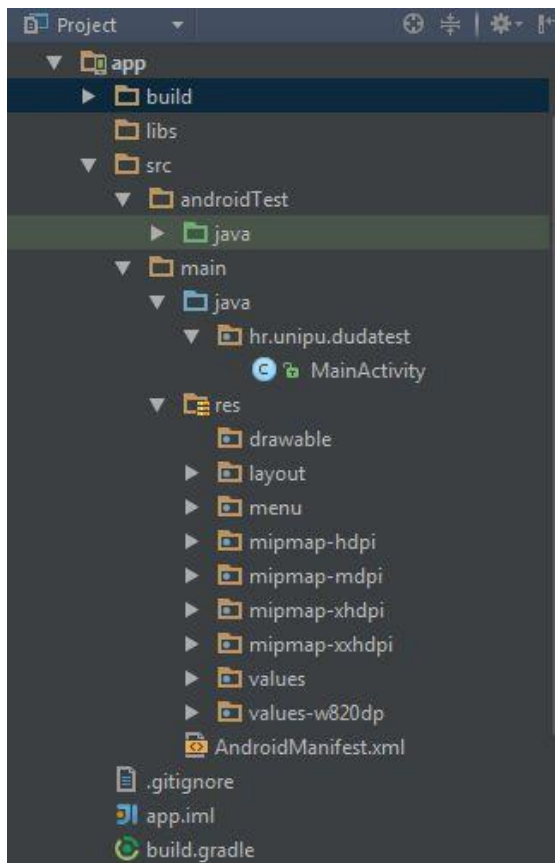 Project
app
build
libs
src
androidTest
java
main
java
hr.unipu.dudatest
MainActivity
res
drawable
layout
menu
mipmap-hdpi
mipmap-mdpi
mipmap-xhdpi
mipmap-xxhdpi
values
values-w820dp
AndroidManifest.xml
.gitignore
app.iml
build.gradle